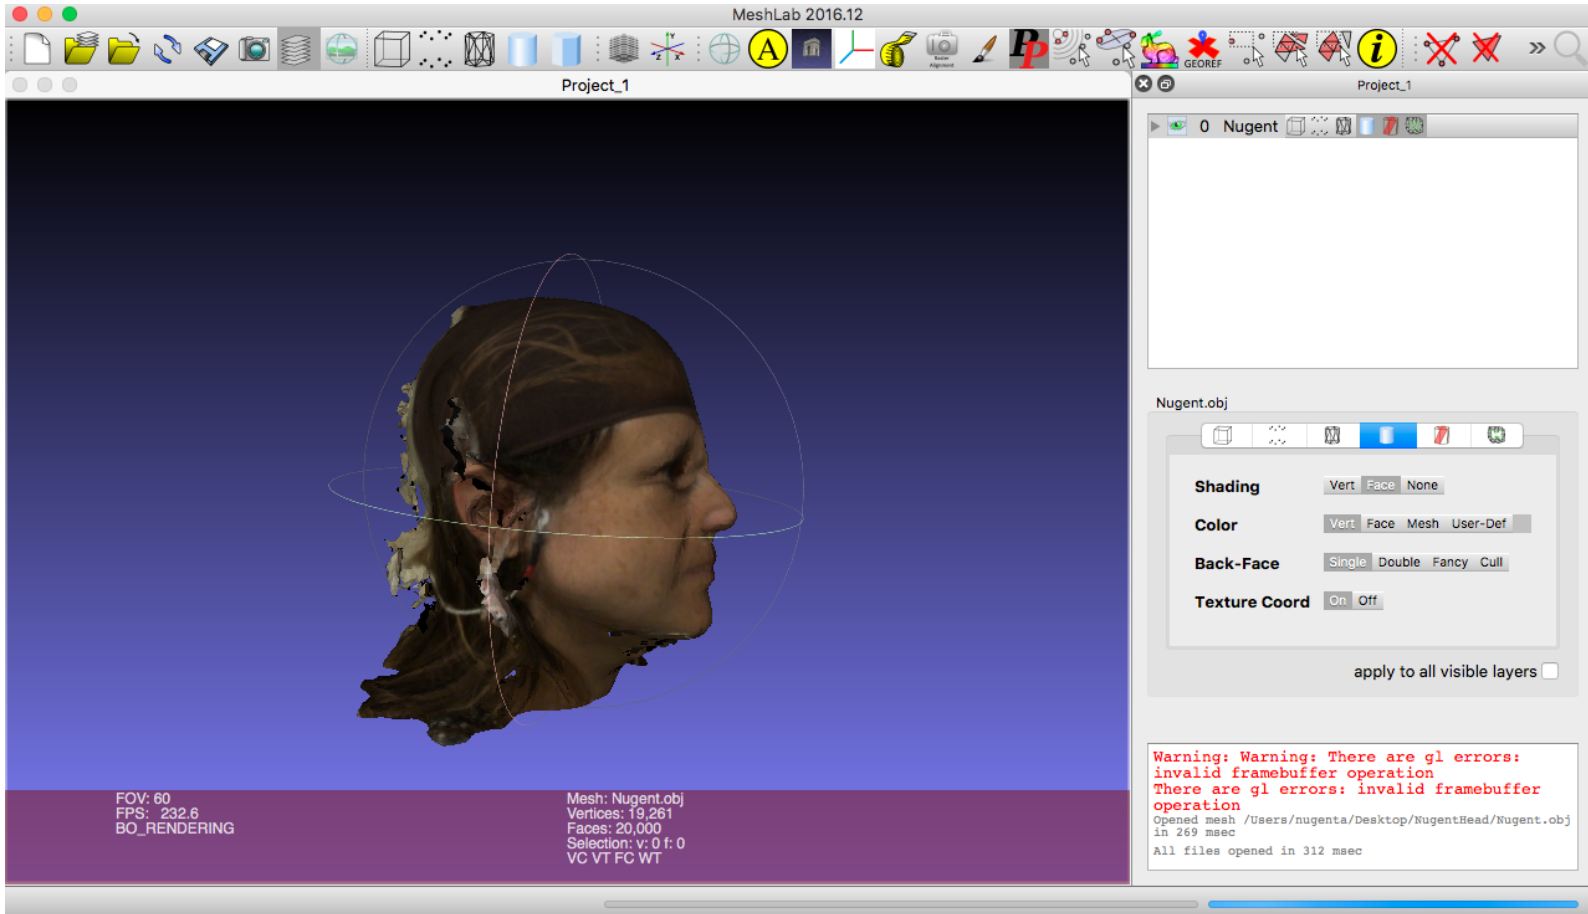 MeshLab 2016.12
A
Pp
GEOREF
i
»
Raster
Alignment
Project_1
Project_1
0 Nugent
Nugent.obj
Shading Vert Face None
Color Vert Face Mesh User-Def
Back-Face Single Double Fancy Cull
Texture Coord On Off
apply to all visible layers
Warning: Warning: There are gl errors:
invalid framebuffer operation
There are gl errors: invalid framebuffer
operation
Opened mesh /Users/nugenta/Desktop/NugentHead/Nugent.obj
in 269 msec
All files opened in 312 msec
FOV: 60
FPS: 232.6
BO_RENDERING
Mesh: Nugent.obj
Vertices: 19,261
Faces: 20,000
Selection: v: 0 f: 0
VC VT FC WT